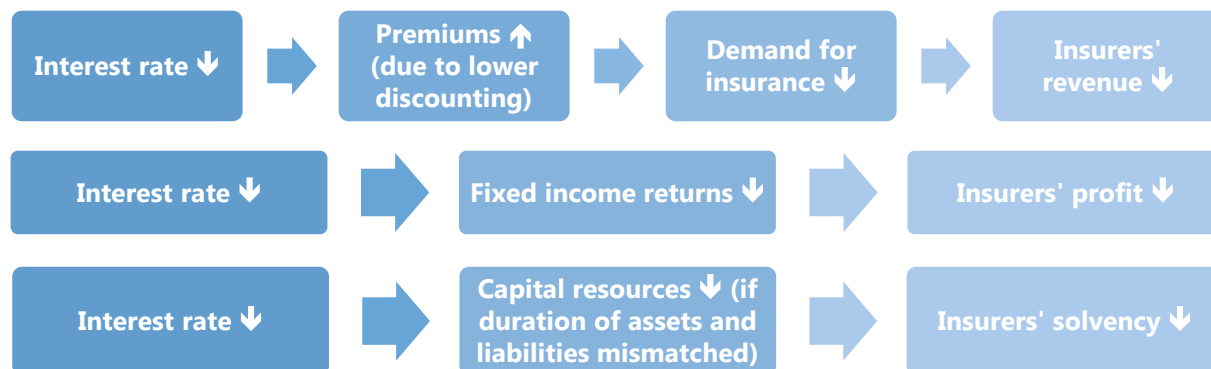 Interest rate ↓
Premiums ↑
(due to lower
discounting)
Demand for
insurance ↓
Insurers'
revenue ↓
Interest rate ↓
Fixed income returns ↓
Insurers' profit ↓
Interest rate ↓
Capital resources ↓ (if
duration of assets and
liabilities mismatched)
Insurers' solvency ↓